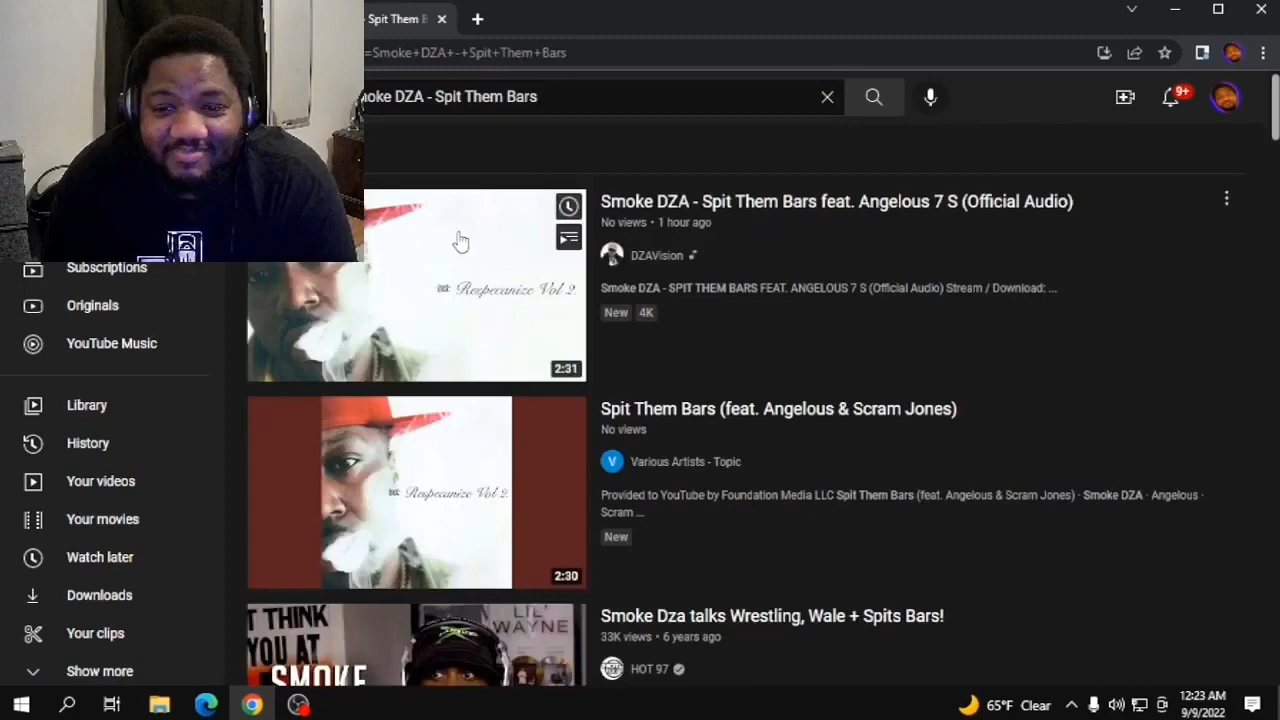 Spit Them B
=Smoke+DZA+-+Spit+Them+Bars
oke DZA - Spit Them Bars
9+
Subscriptions
Originals
YouTube Music
Library
History
Your videos
Your movies
Watch later
Downloads
Your clips
Show more
Respecanize Vol 2.
2:31
Smoke DZA - Spit Them Bars feat. Angelous 7 S (Official Audio)
No views • 1 hour ago
DZAVision
Smoke DZA - SPIT THEM BARS FEAT. ANGELOUS 7 S (Official Audio) Stream / Download: ...
New 4K
Respecanize Vol 2.
2:30
Spit Them Bars (feat. Angelous & Scram Jones)
No views
V Various Artists - Topic
Provided to YouTube by Foundation Media LLC Spit Them Bars (feat. Angelous & Scram Jones) · Smoke DZA · Angelous ·
Scram ...
New
T THINK
YOU AT
SMOKE
LIL'
WAYNE
Smoke Dza talks Wrestling, Wale + Spits Bars!
33K views • 6 years ago
HOT 97
65°F Clear
12:23 AM
9/9/2022